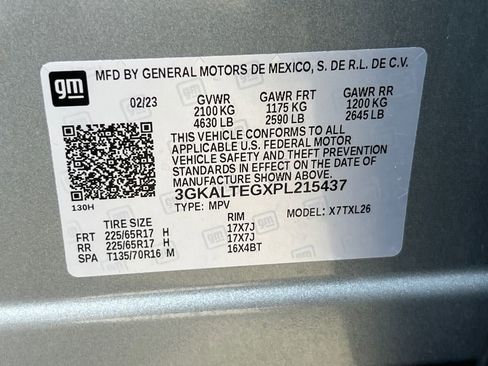 gm
MFD BY GENERAL MOTORS DE MEXICO, S. DE R.L. DE C.V.
02/23 GVWR GAWR FRT GAWR RR
2100 KG 1175 KG 1200 KG
4630 LB 2590 LB 2645 LB
THIS VEHICLE CONFORMS TO ALL
APPLICABLE U.S. FEDERAL MOTOR
VEHICLE SAFETY AND THEFT PREVENTION
STANDARDS IN EFFECT ON THE DATE OF
MANUFACTURE SHOWN ABOVE.
3GKALTEGXPL215437
130H TYPE: MPV MODEL: X7TXL26
TIRE SIZE RIM
FRT 225/65R17 H 17X7J
RR 225/65R17 H 17X7J
SPA T135/70R16 M 16X4BT